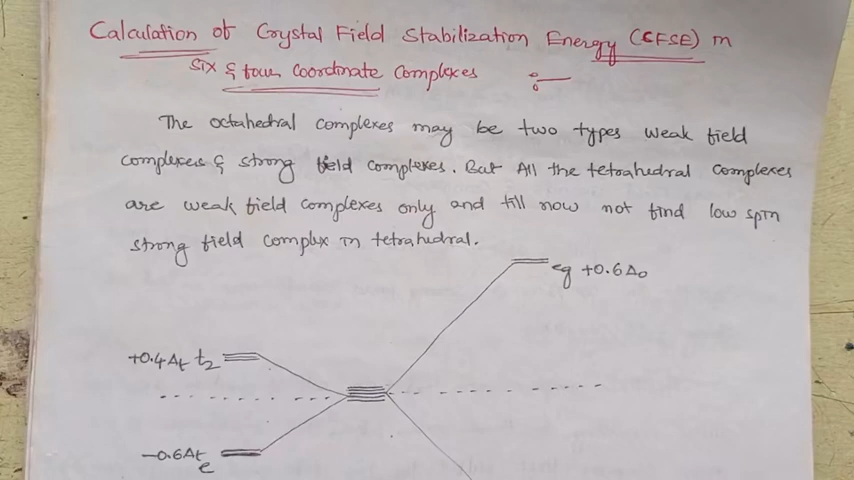 Calculation of Crystal Field Stabilization Energy (CFSE) in
six & four coordinate complexes
The octahedral complexes may be two types weak field
complexes & strong field complexes. But All the tetrahedral complexes
are weak field complexes only and till now not find low spin
strong field complex in tetrahedral.
eg +0.6Δo
+0.4Δt t2
-0.6Δt e